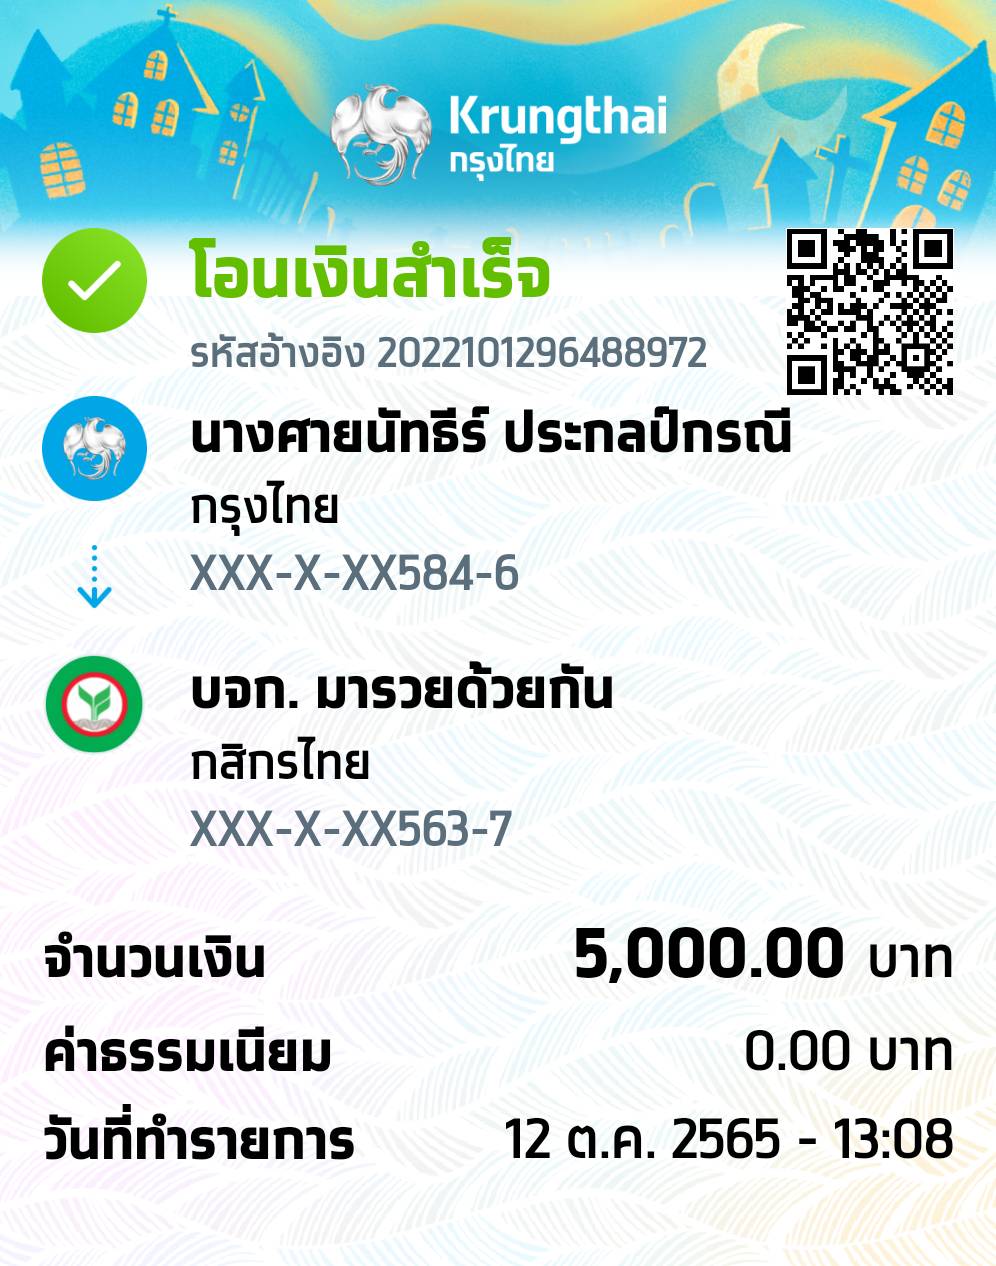 Krungthai
กรุงไทย
โอนเงินสำเร็จ
รหัสอ้างอิง 2022101296488972
นางศายนัทธีร์ ประกลป์กรณี
กรุงไทย
XXX-X-XX584-6
บจก. มารวยด้วยกัน
กสิกรไทย
XXX-X-XX563-7
จำนวนเงิน 5,000.00 บาท
ค่าธรรมเนียม 0.00 บาท
วันที่ทำรายการ 12 ต.ค. 2565 - 13:08